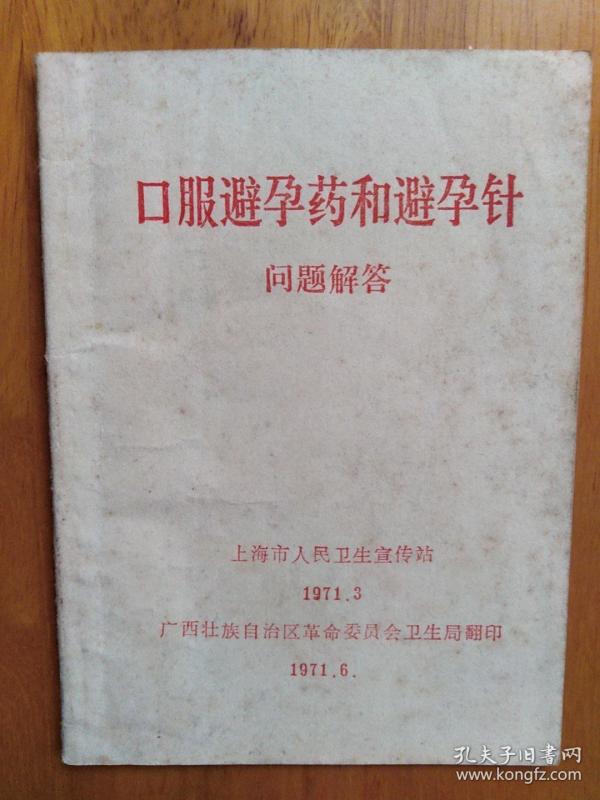 口服避孕药和避孕针
问题解答
上海市人民卫生宣传站
1971.3
广西壮族自治区革命委员会卫生局翻印
1971.6.
孔夫子旧书网
www.kongfz.com